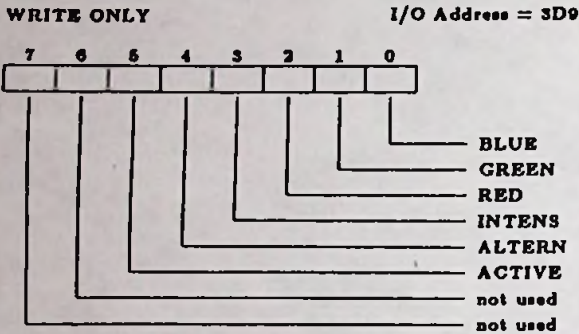 WRITE ONLY I/O Address = 3D9
7 6 5 4 3 2 1 0
BLUE
GREEN
RED
INTENS
ALTERN
ACTIVE
not used
not used